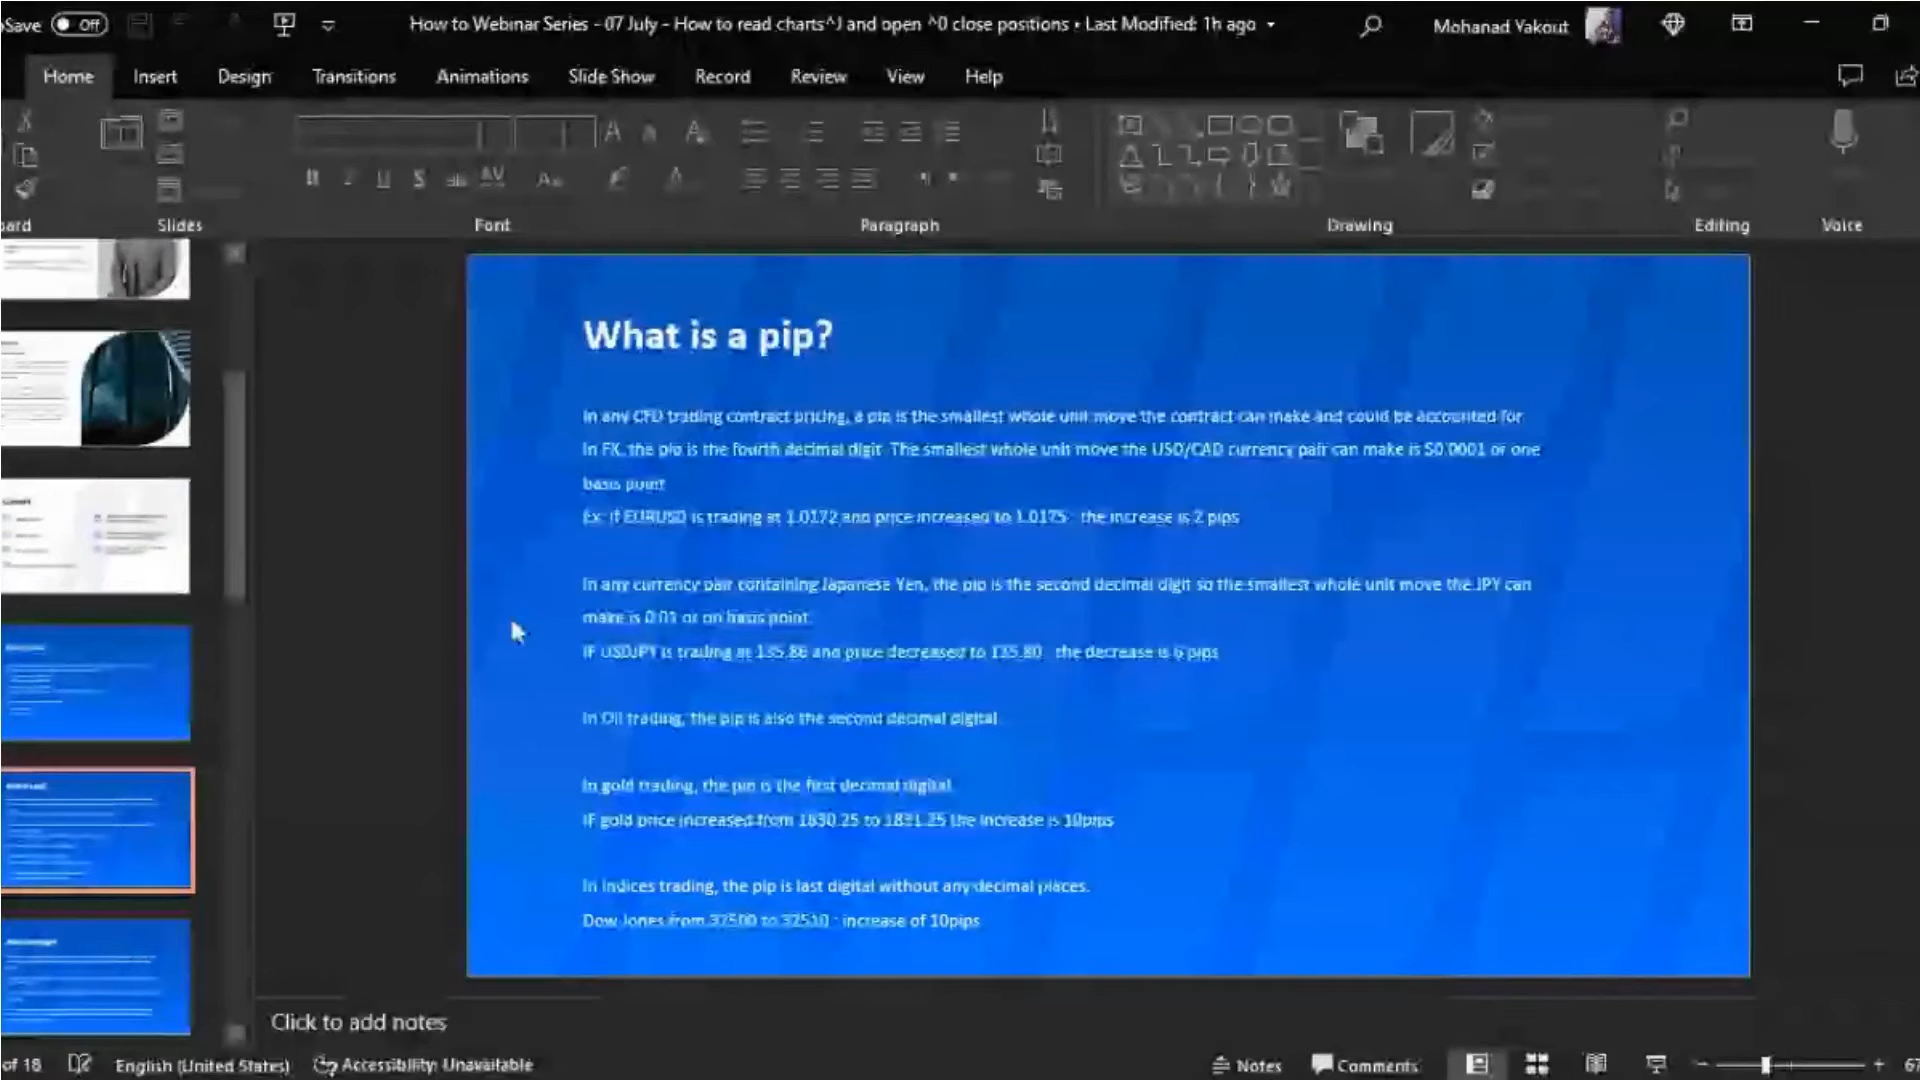 Save Off
How to Webinar Series - 07 July - How to read charts^J and open ^0 close positions • Last Modified: 1h ago
Mohanad Yakout
Home Insert Design Transitions Animations Slide Show Record Review View Help
Slides Font Paragraph Drawing Editing Voice
What is a pip?
In any CFD trading contract pricing, a pip is the smallest whole unit move the contract can make and could be accounted for
In FX, the pip is the fourth decimal digit. The smallest whole unit move the USD/CAD currency pair can make is $0.0001 or one
basis point
Ex: if EURUSD is trading at 1.0172 and price increased to 1.0175 the increase is 2 pips
In any currency pair containing Japanese Yen, the pip is the second decimal digit so the smallest whole unit move the JPY can
make is 0.01 or on basis point
IF USDJPY is trading at 135.86 and price decreased to 135.80 the decrease is 6 pips
In Oil trading, the pip is also the second decimal digital
In gold trading, the pip is the first decimal digital
IF gold price increased from 1830.25 to 1831.25 the increase is 10pips
In Indices trading, the pip is last digital without any decimal places.
Dow Jones from 32500 to 32510 : increase of 10pips
Click to add notes
of 18 English (United States) Accessibility: Unavailable Notes Comments